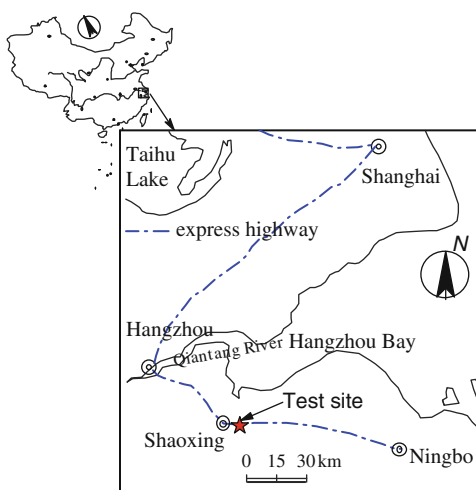 Taihu
Lake
Shanghai
express highway
N
Hangzhou
Qiantang River
Hangzhou Bay
Test site
Shaoxing
Ningbo
0 15 30km